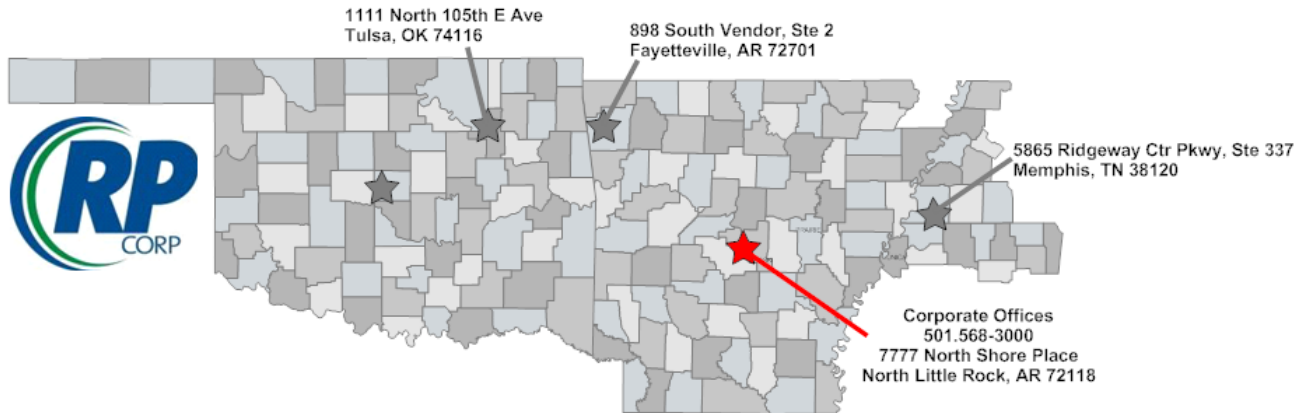 1111 North 105th E Ave
Tulsa, OK 74116
898 South Vendor, Ste 2
Fayetteville, AR 72701
RP
CORP
5865 Ridgeway Ctr Pkwy, Ste 337
Memphis, TN 38120
Corporate Offices
501.568-3000
7777 North Shore Place
North Little Rock, AR 72118